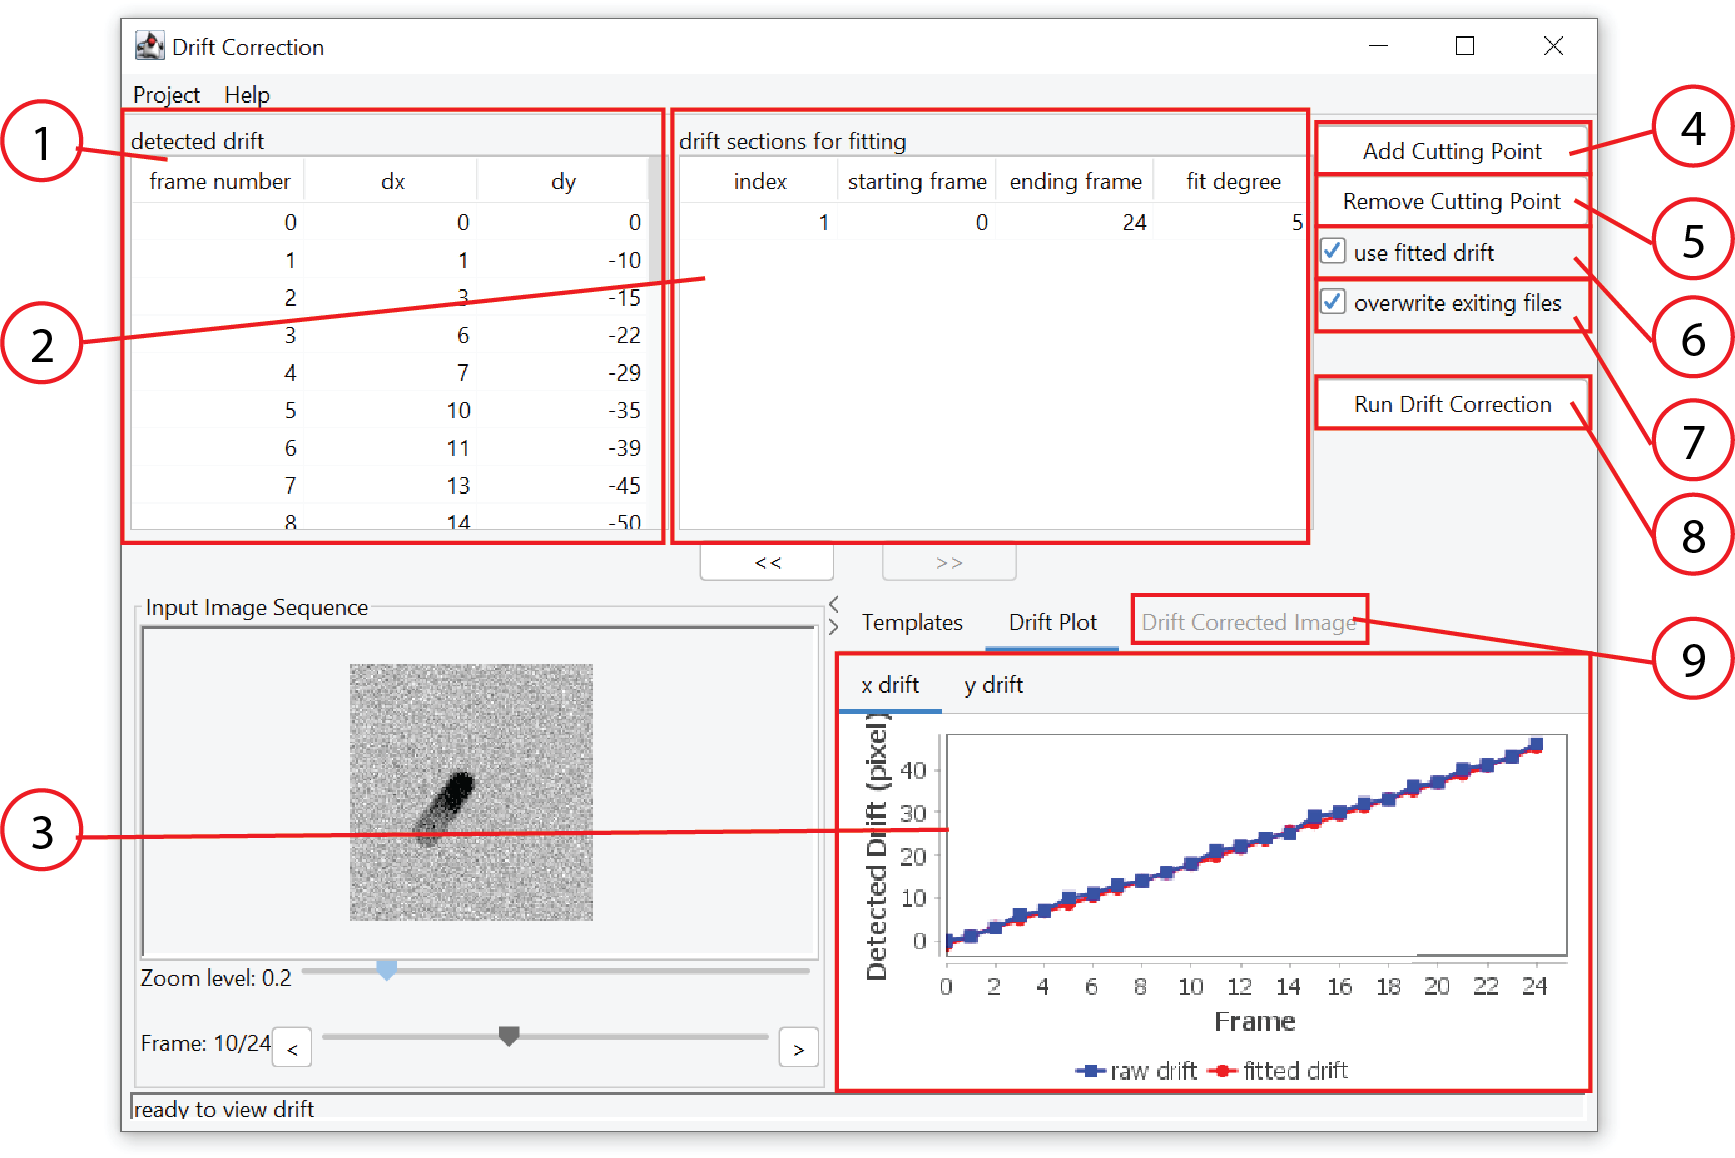 Drift Correction
Project Help
1
detected drift
frame number dx dy
0 0 0
1 1 -10
2 3 -15
3 6 -22
4 7 -29
5 10 -35
6 11 -39
7 13 -45
8 14 -50
2
drift sections for fitting
index starting frame ending frame fit degree
1 0 24 5
Add Cutting Point
4
Remove Cutting Point
5
use fitted drift
6
overwrite exiting files
7
Run Drift Correction
8
<< >>
Input Image Sequence
3
Zoom level: 0.2
Frame: 10/24 < >
Templates Drift Plot Drift Corrected Image
9
x drift y drift
Detected Drift (pixel)
40
30
20
10
0
0 2 4 6 8 10 12 14 16 18 20 22 24
Frame
raw drift fitted drift
ready to view drift